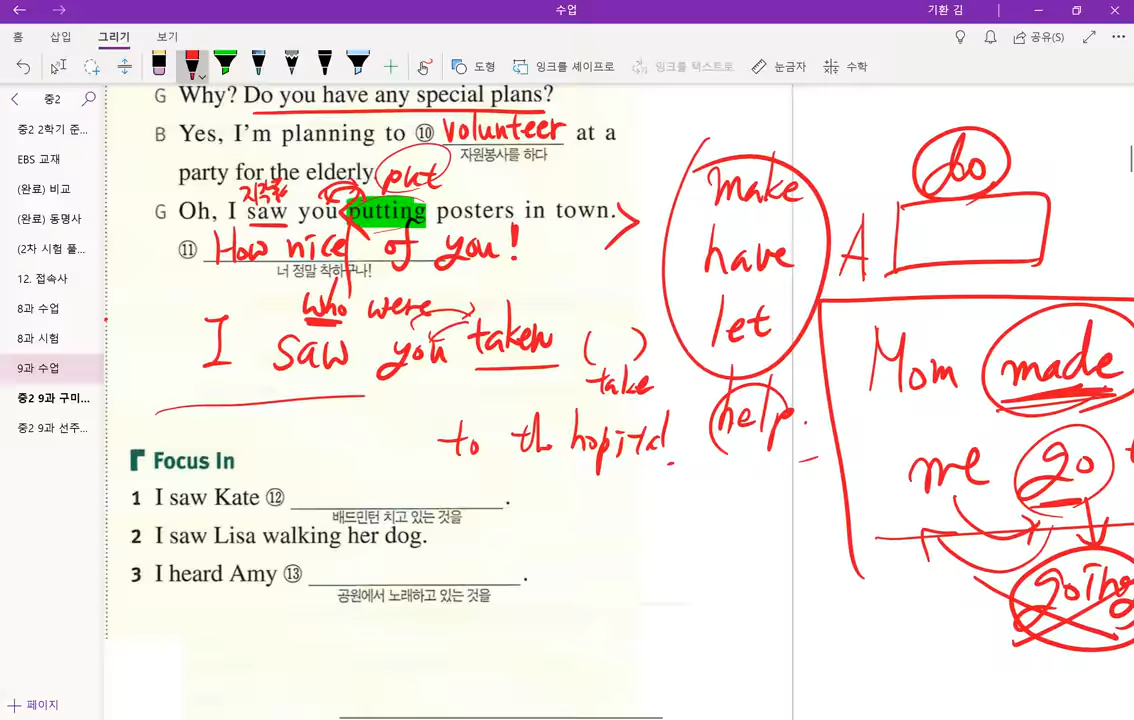 수업
기환 김
홈 삽입 그리기 보기
공유(S)
도형 잉크를 셰이프로 잉크를 텍스트로 눈금자 수학
중2
중2 2학기 준...
EBS 교재
(완료) 비교
(완료) 동명사
(2차 시험 풀...
12. 접속사
8과 수업
8과 시험
9과 수업
중2 9과 구미...
중2 9과 선주...
페이지
G Why? Do you have any special plans?
B Yes, I'm planning to ⑩ volunteer at a
자원봉사를 하다
party for the elderly.
put
지각동
G Oh, I saw you putting posters in town.
⑪ How nice of you!
너 정말 착하구나!
who were
I saw you taken ( )
take
to th hopital.
Focus In
1 I saw Kate ⑫ .
배드민턴 치고 있는 것을
2 I saw Lisa walking her dog.
3 I heard Amy ⑬ .
공원에서 노래하고 있는 것을
make
have
let
help.
do
A
Mom made
me go
going